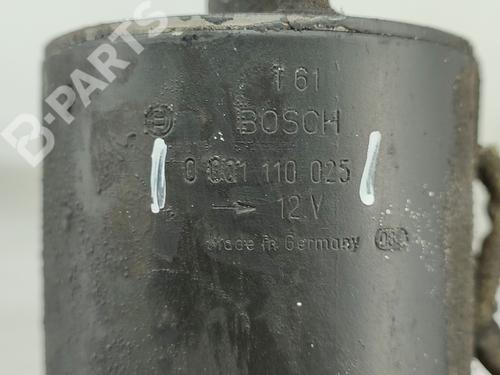 B-PARTS
T 61
BOSCH
0 001 110 025
12 V
Made in Germany